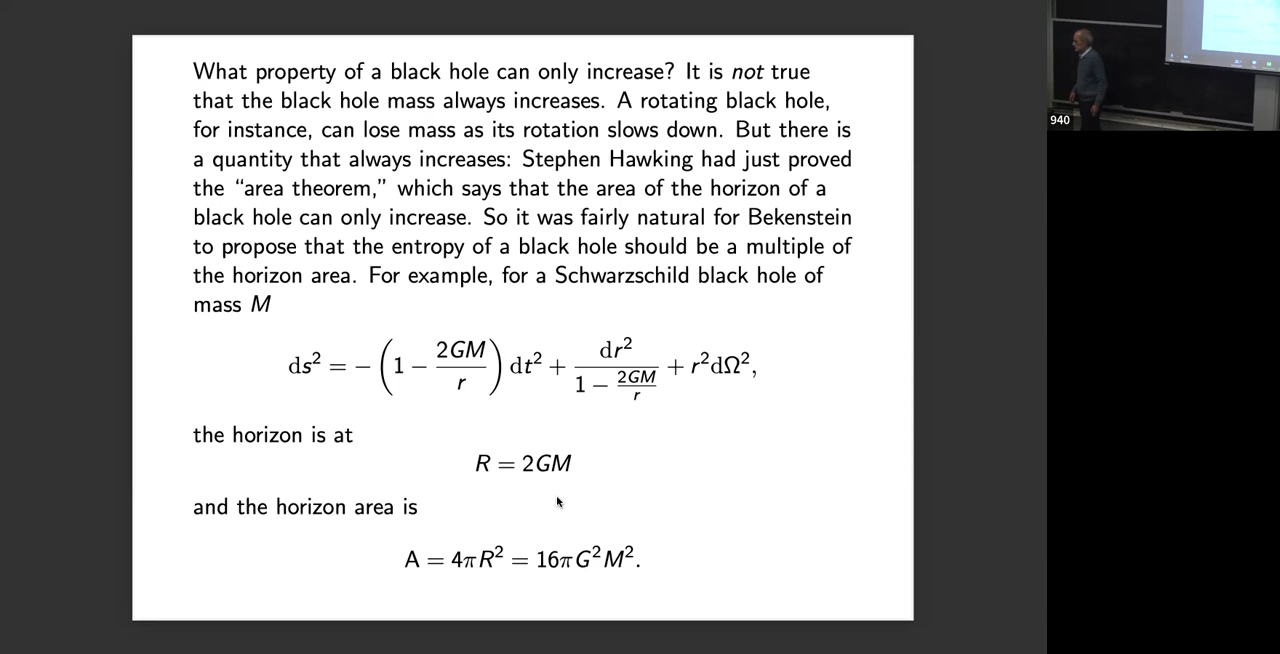 What property of a black hole can only increase? It is not true
that the black hole mass always increases. A rotating black hole,
for instance, can lose mass as its rotation slows down. But there is
a quantity that always increases: Stephen Hawking had just proved
the “area theorem,” which says that the area of the horizon of a
black hole can only increase. So it was fairly natural for Bekenstein
to propose that the entropy of a black hole should be a multiple of
the horizon area. For example, for a Schwarzschild black hole of
mass M
ds² = −(1 − 2GM/r) dt² + dr²/(1 − 2GM/r) + r²dΩ²,
the horizon is at
R = 2GM
and the horizon area is
A = 4πR² = 16πG²M².
940